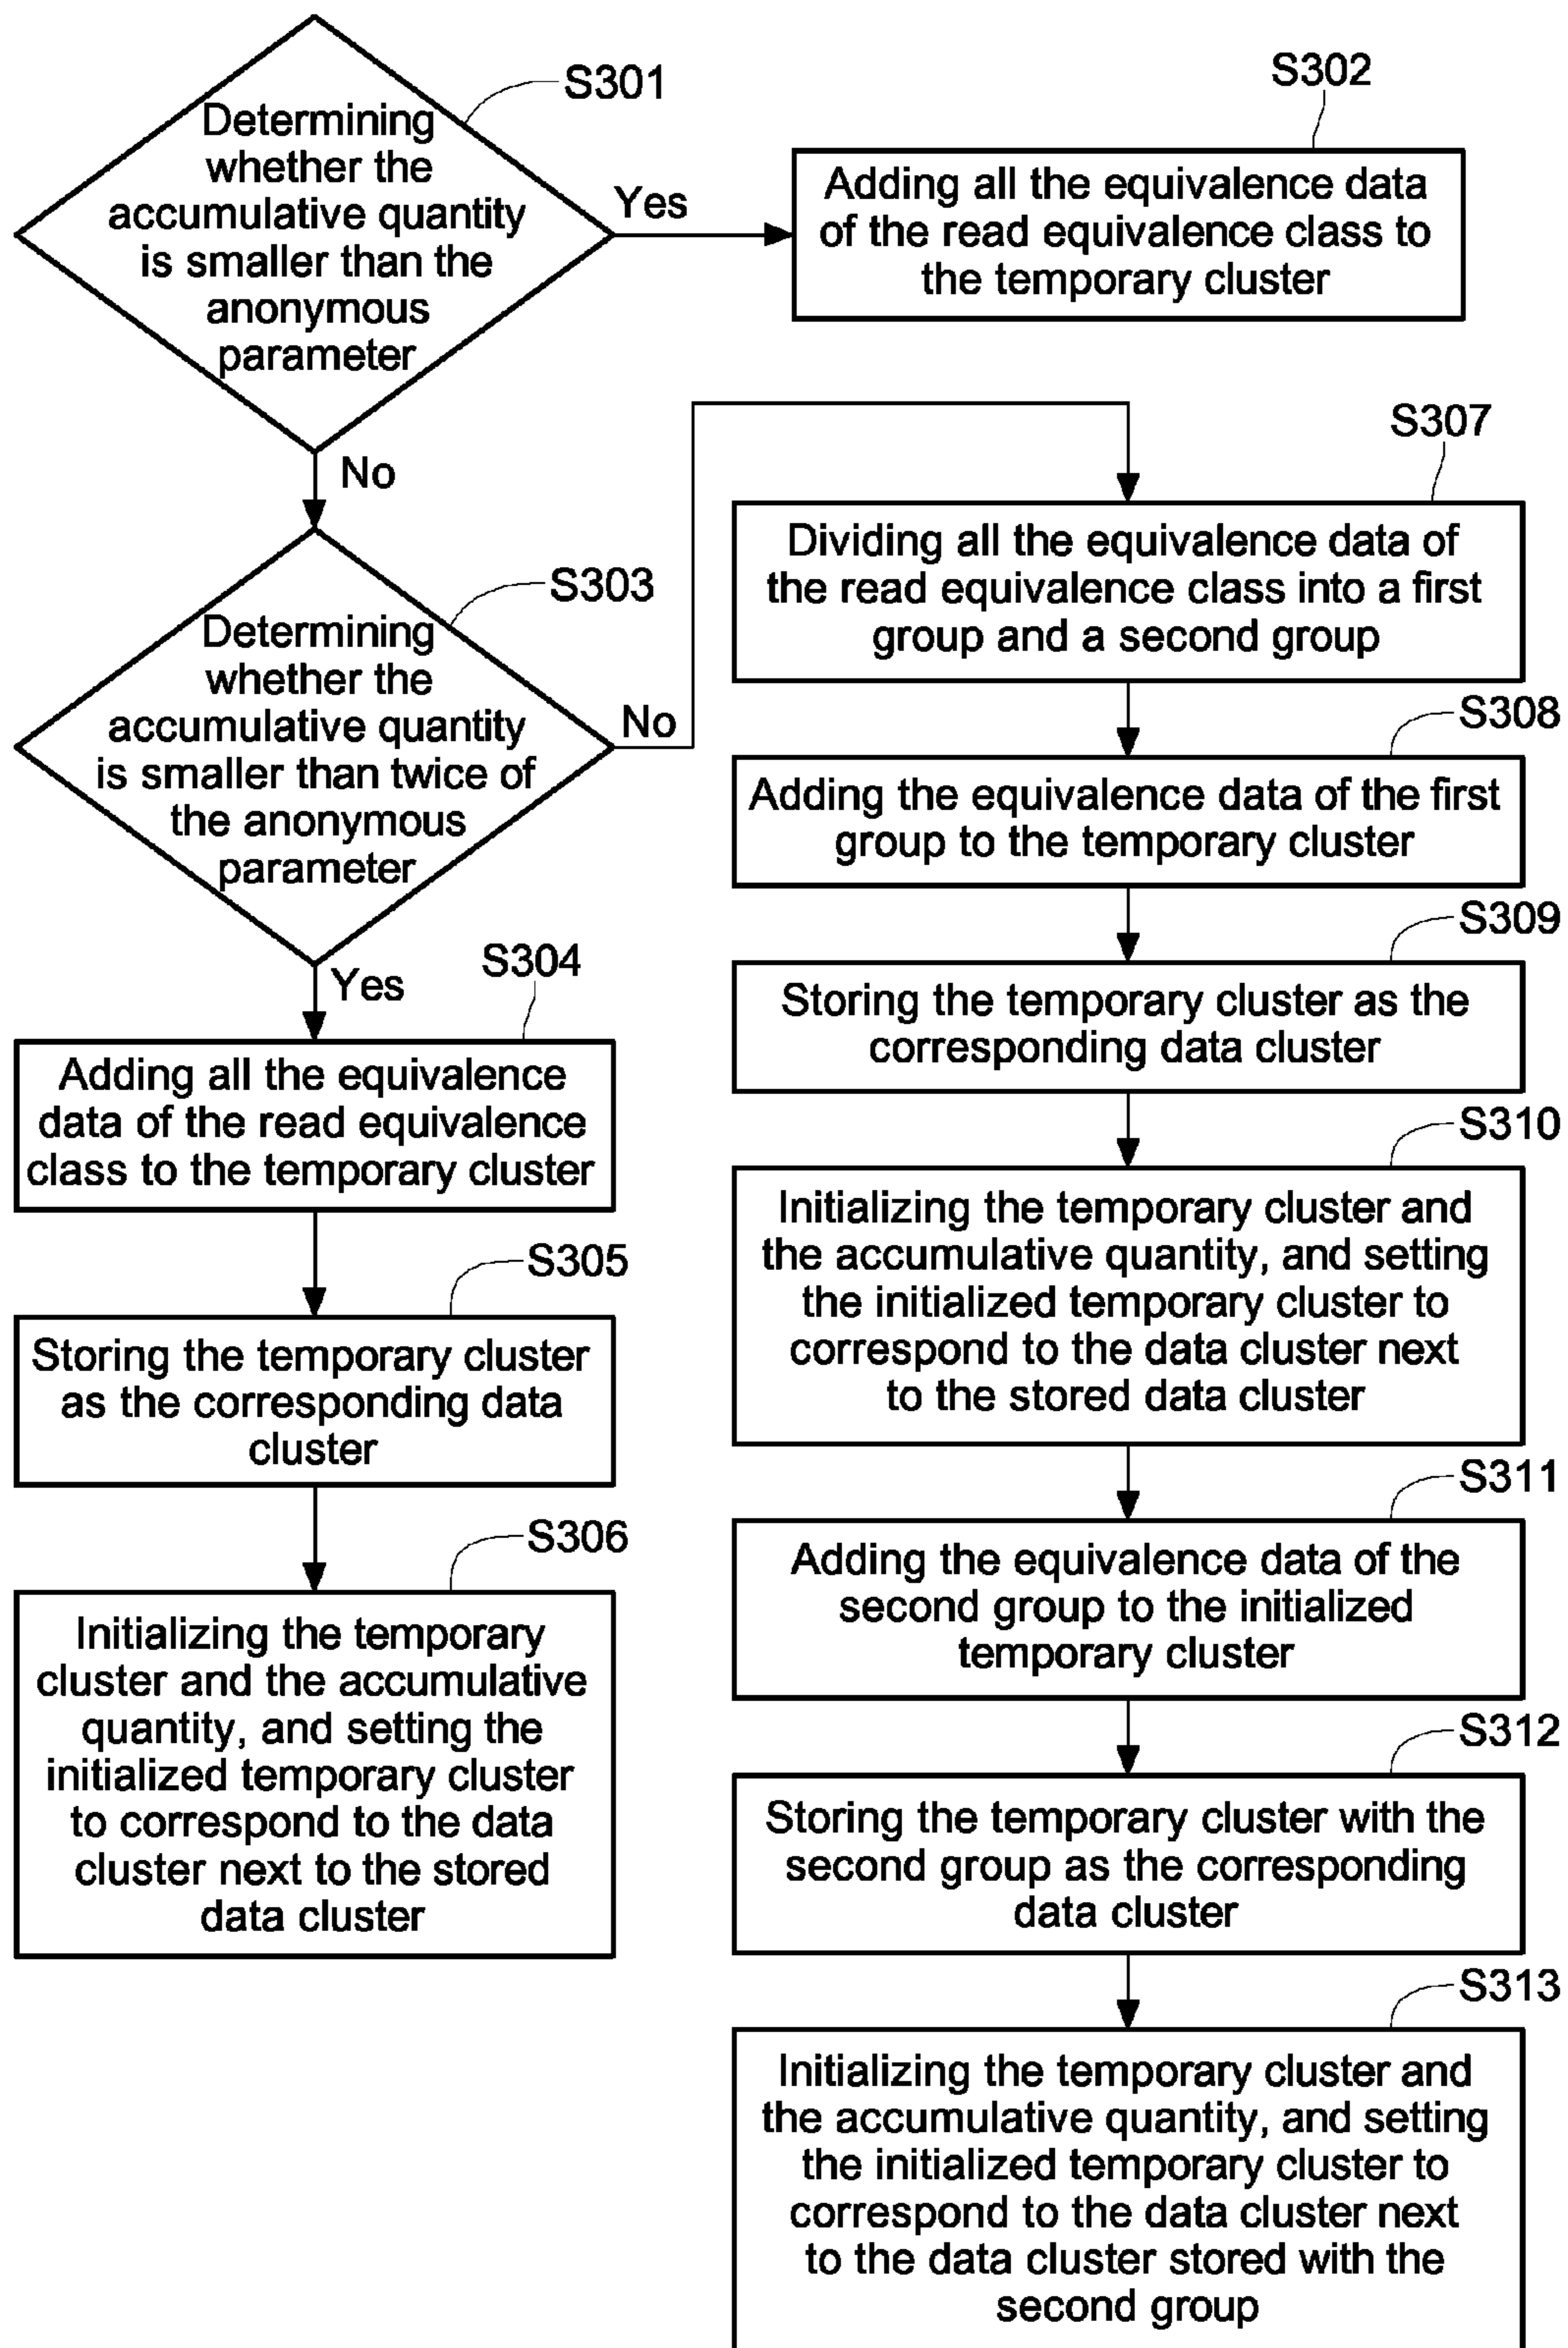 S301
Determining
whether the
accumulative quantity
is smaller than the
anonymous
parameter
Yes
S302
Adding all the equivalence data
of the read equivalence class to
the temporary cluster
No
S303
Determining
whether the
accumulative quantity
is smaller than twice of
the anonymous
parameter
No
Yes
S304
Adding all the equivalence
data of the read equivalence
class to the temporary cluster
S305
Storing the temporary cluster
as the corresponding data
cluster
S306
Initializing the temporary
cluster and the accumulative
quantity, and setting the
initialized temporary cluster
to correspond to the data
cluster next to the stored
data cluster
S307
Dividing all the equivalence data of
the read equivalence class into a first
group and a second group
S308
Adding the equivalence data of the first
group to the temporary cluster
S309
Storing the temporary cluster as the
corresponding data cluster
S310
Initializing the temporary cluster and
the accumulative quantity, and setting
the initialized temporary cluster to
correspond to the data cluster next
to the stored data cluster
S311
Adding the equivalence data of the
second group to the initialized
temporary cluster
S312
Storing the temporary cluster with the
second group as the corresponding
data cluster
S313
Initializing the temporary cluster and
the accumulative quantity, and setting
the initialized temporary cluster to
correspond to the data cluster next
to the data cluster stored with the
second group